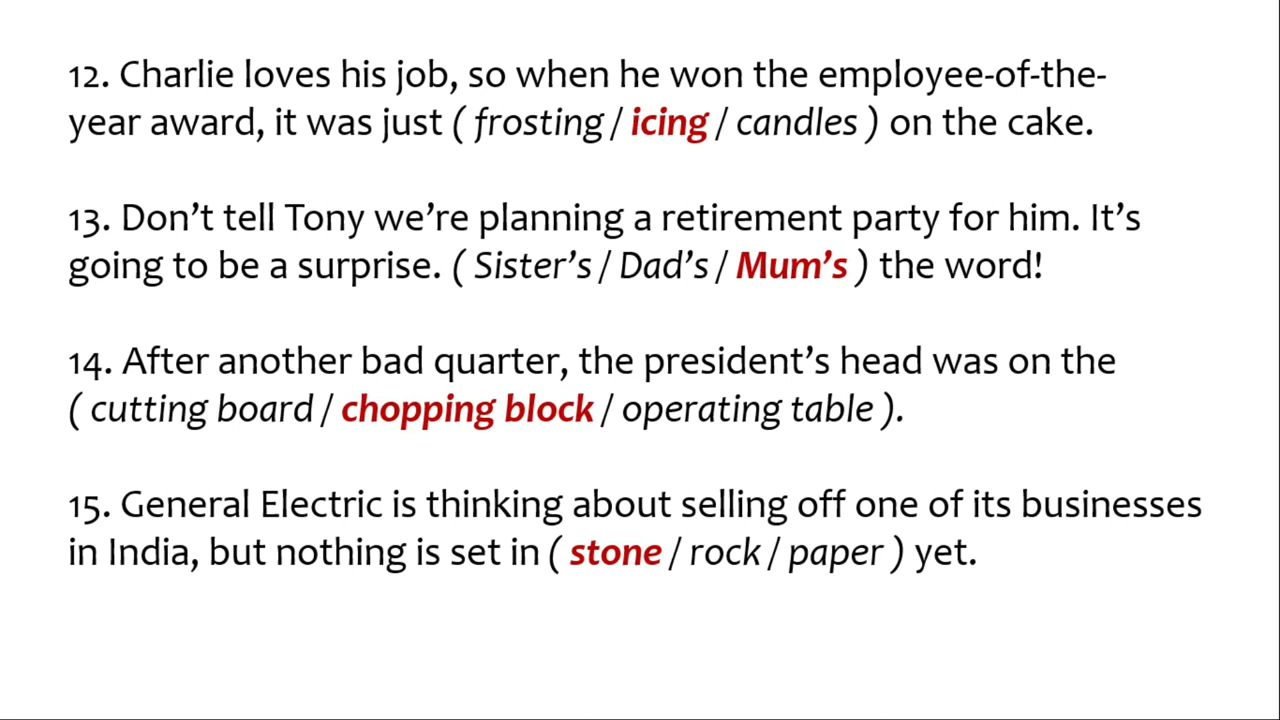 12. Charlie loves his job, so when he won the employee-of-the-
year award, it was just ( frosting / icing / candles ) on the cake.
13. Don’t tell Tony we’re planning a retirement party for him. It’s
going to be a surprise. ( Sister’s / Dad’s / Mum’s ) the word!
14. After another bad quarter, the president’s head was on the
( cutting board / chopping block / operating table ).
15. General Electric is thinking about selling off one of its businesses
in India, but nothing is set in ( stone / rock / paper ) yet.